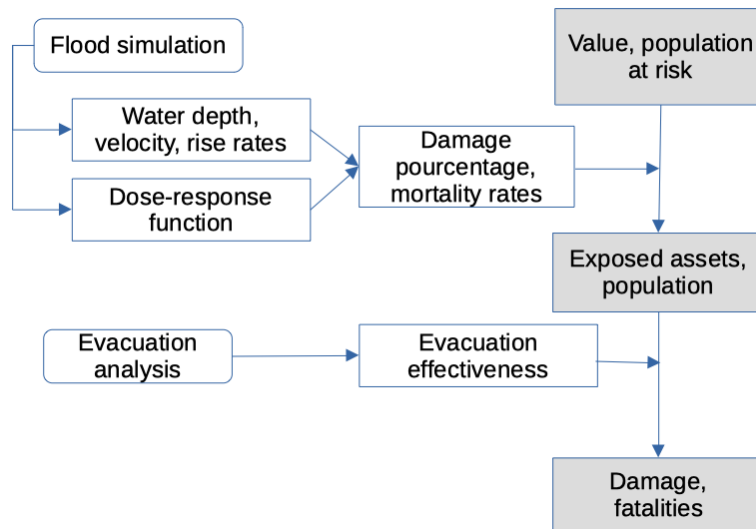 Flood simulation
Value, population
at risk
Water depth,
velocity, rise rates
Damage
pourcentage,
mortality rates
Dose-response
function
Exposed assets,
population
Evacuation
analysis
Evacuation
effectiveness
Damage,
fatalities